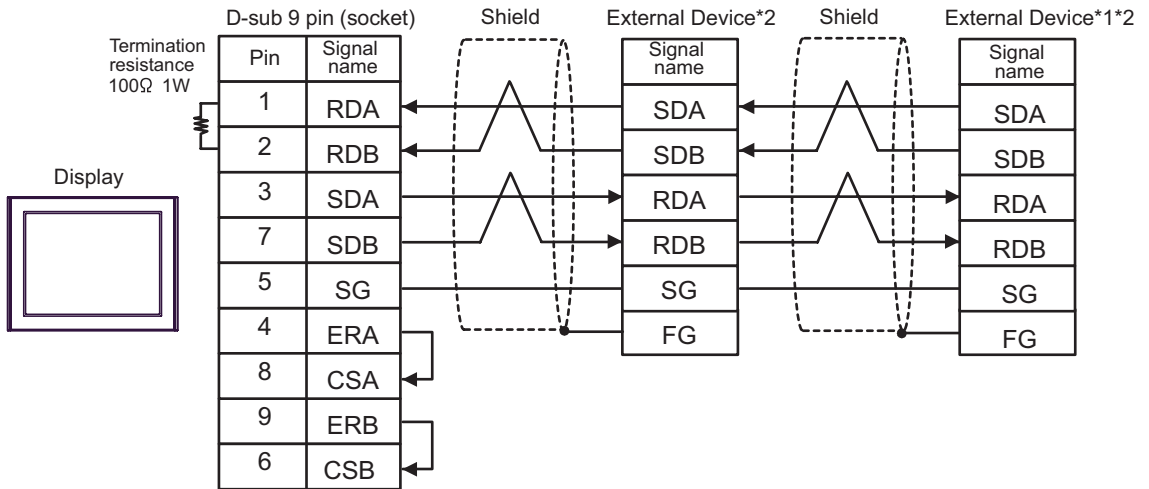 D-sub 9 pin (socket)
Shield
External Device*2
Shield
External Device*1*2
Termination
resistance
100Ω 1W
Pin
Signal
name
Signal
name
Signal
name
1 RDA SDA SDA
2 RDB SDB SDB
Display
3 SDA RDA RDA
7 SDB RDB RDB
5 SG SG SG
4 ERA FG FG
8 CSA
9 ERB
6 CSB